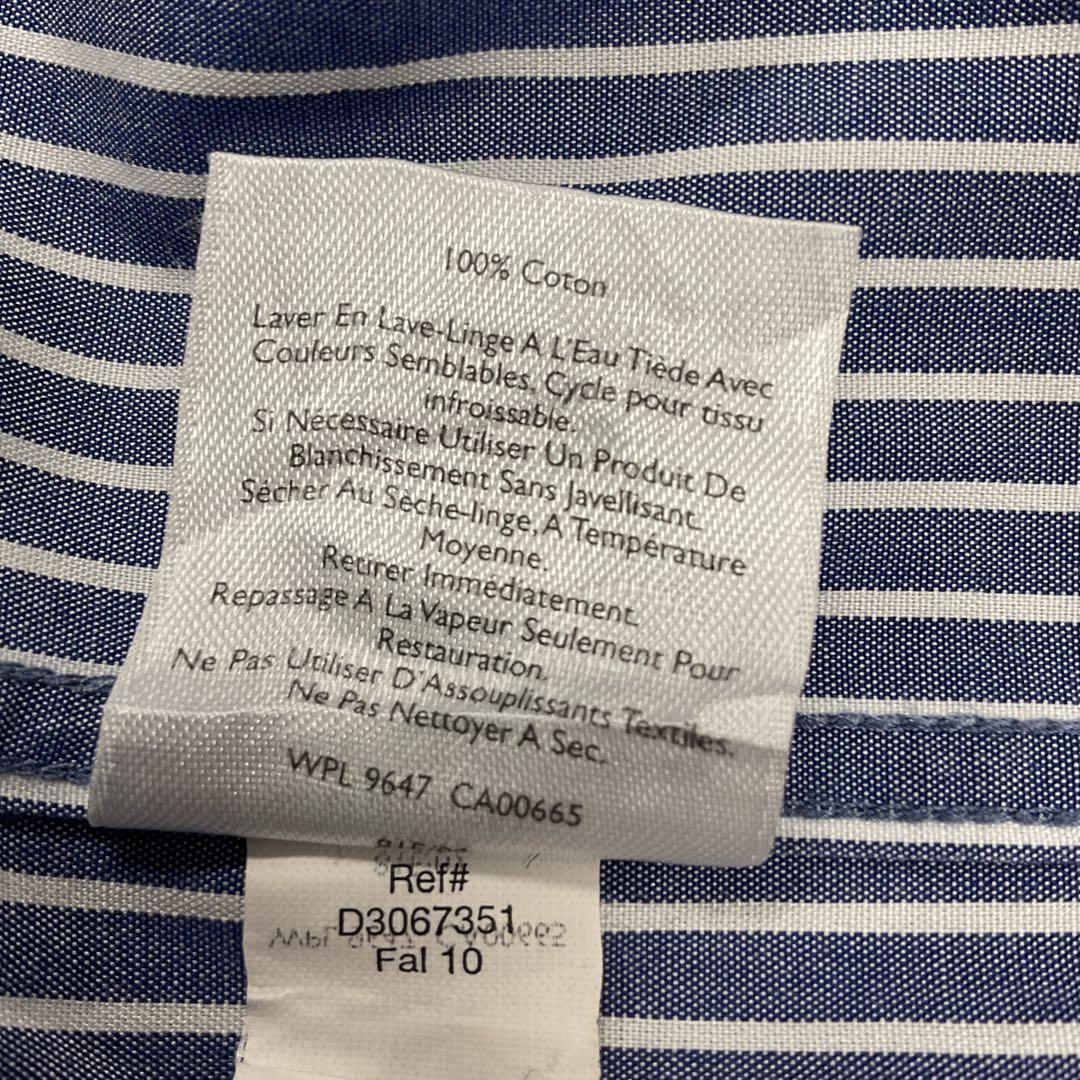 100% Coton
Laver En Lave-Linge A L'Eau Tiède Avec
Couleurs Semblables, Cycle pour tissu
infroissable.
Si Nécessaire Utiliser Un Produit De
Blanchissement Sans Javellisant.
Sécher Au Sèche-linge, A Température
Moyenne.
Retirer Immédiatement.
Repassage A La Vapeur Seulement Pour
Restauration.
Ne Pas Utiliser D'Assouplissants Textiles.
Ne Pas Nettoyer A Sec.
WPL 9647 CA00665
Ref#
D3067351
Fal 10